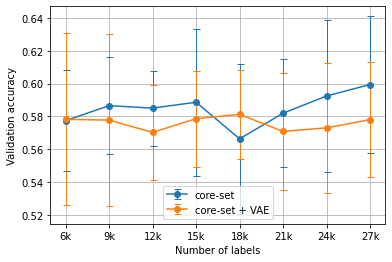 0.64
0.62
0.60
0.58
0.56
0.54
0.52
Validation accuracy
core-set
core-set + VAE
6k 9k 12k 15k 18k 21k 24k 27k
Number of labels